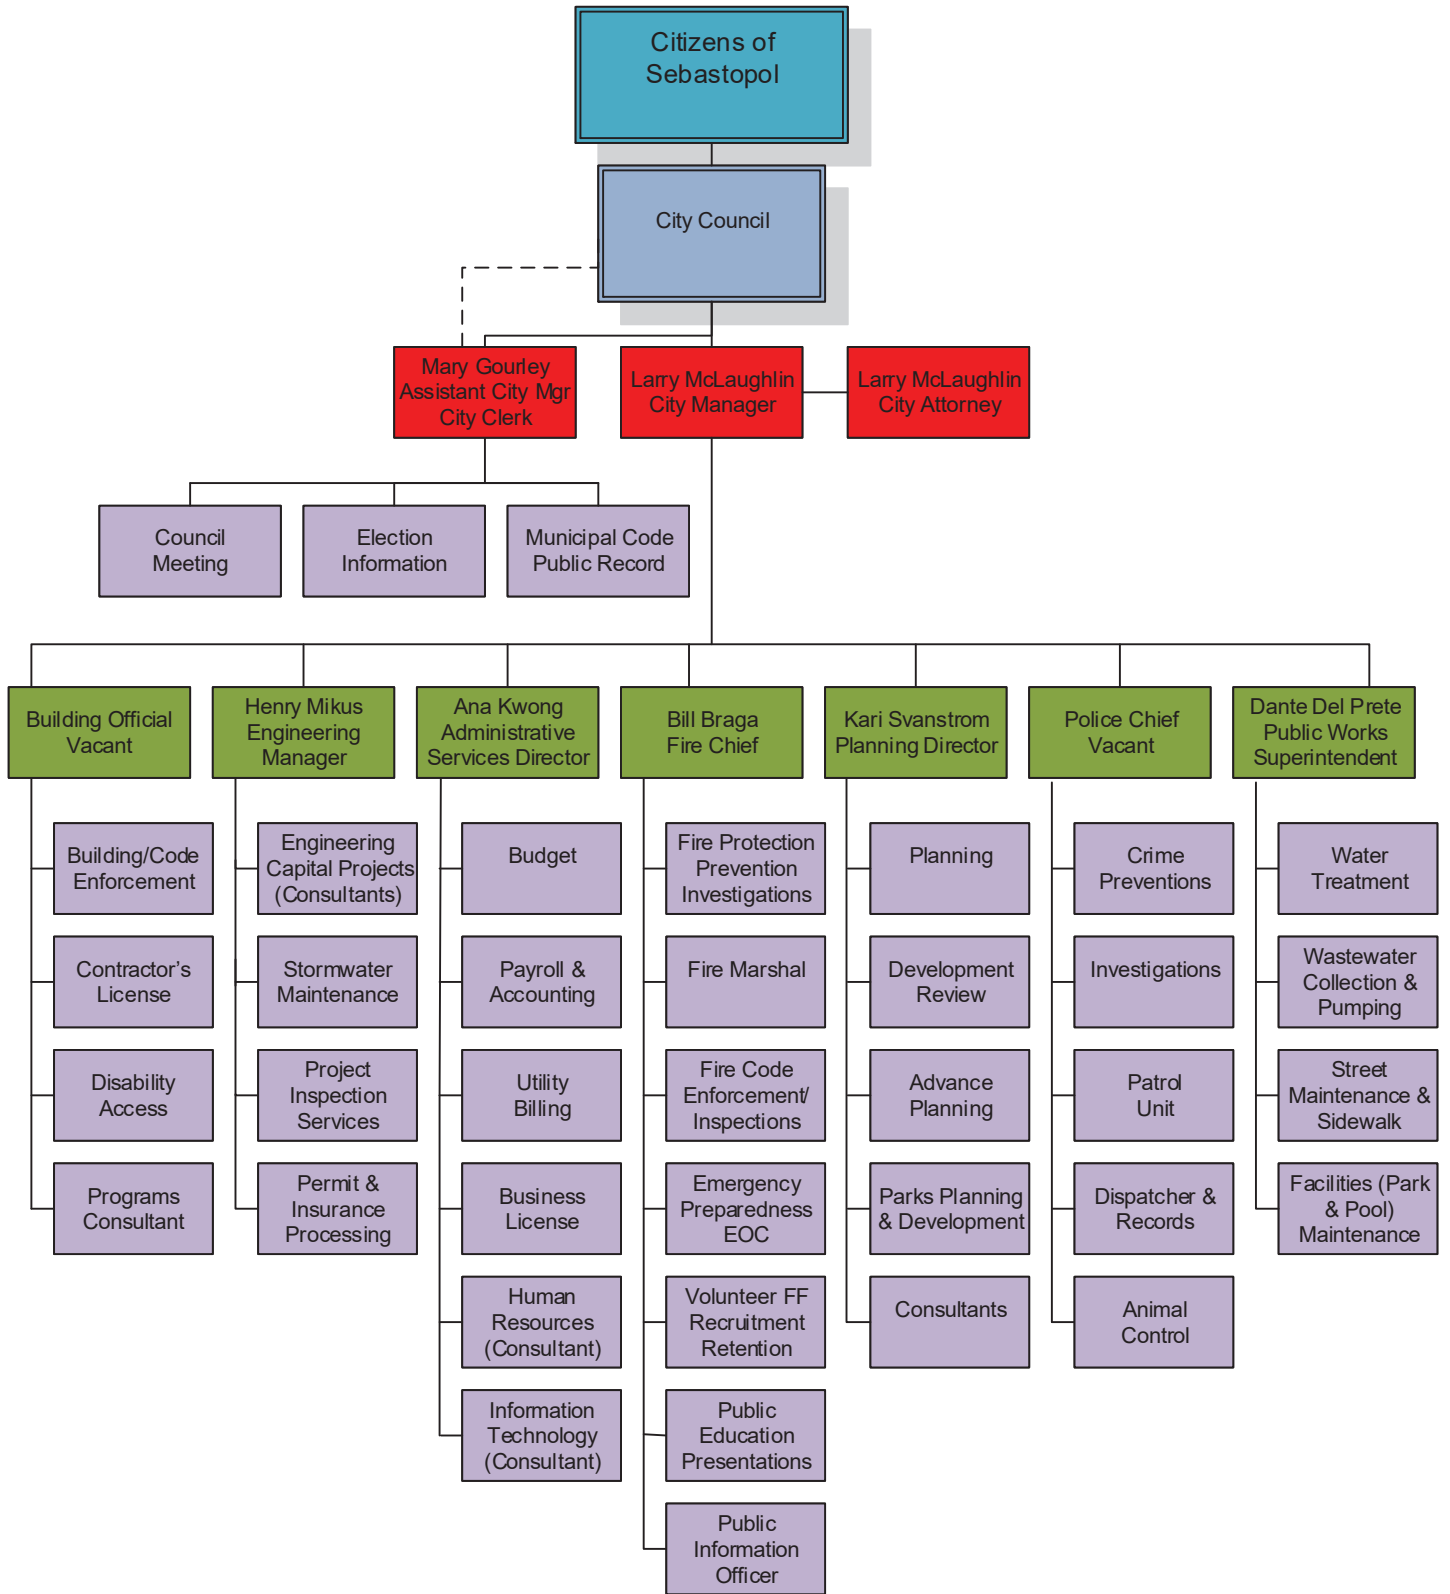 Citizens of
Sebastopol
City Council
Mary Gourley
Assistant City Mgr
City Clerk
Larry McLaughlin
City Manager
Larry McLaughlin
City Attorney
Council
Meeting
Election
Information
Municipal Code
Public Record
Building Official
Vacant
Henry Mikus
Engineering
Manager
Ana Kwong
Administrative
Services Director
Bill Braga
Fire Chief
Kari Svanstrom
Planning Director
Police Chief
Vacant
Dante Del Prete
Public Works
Superintendent
Building/Code
Enforcement
Contractor's
License
Disability
Access
Programs
Consultant
Engineering
Capital Projects
(Consultants)
Stormwater
Maintenance
Project
Inspection
Services
Permit &
Insurance
Processing
Budget
Payroll &
Accounting
Utility
Billing
Business
License
Human
Resources
(Consultant)
Information
Technology
(Consultant)
Fire Protection
Prevention
Investigations
Fire Marshal
Fire Code
Enforcement/
Inspections
Emergency
Preparedness
EOC
Volunteer FF
Recruitment
Retention
Public
Education
Presentations
Public
Information
Officer
Planning
Development
Review
Advance
Planning
Parks Planning
& Development
Consultants
Crime
Preventions
Investigations
Patrol
Unit
Dispatcher &
Records
Animal
Control
Water
Treatment
Wastewater
Collection &
Pumping
Street
Maintenance &
Sidewalk
Facilities (Park
& Pool)
Maintenance